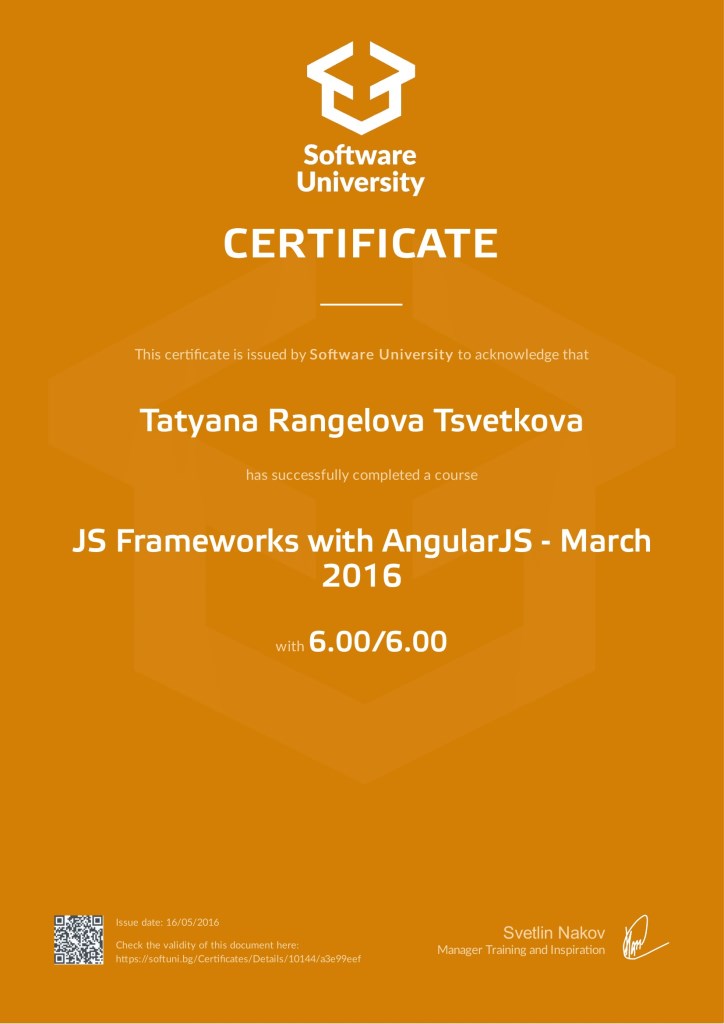 Software
University
CERTIFICATE
This certificate is issued by Software University to acknowledge that
Tatyana Rangelova Tsvetkova
has successfully completed a course
JS Frameworks with AngularJS - March
2016
with 6.00/6.00
Issue date: 16/05/2016
Check the validity of this document here:
https://softuni.bg/Certificates/Details/10144/a3e99eef
Svetlin Nakov
Manager Training and Inspiration